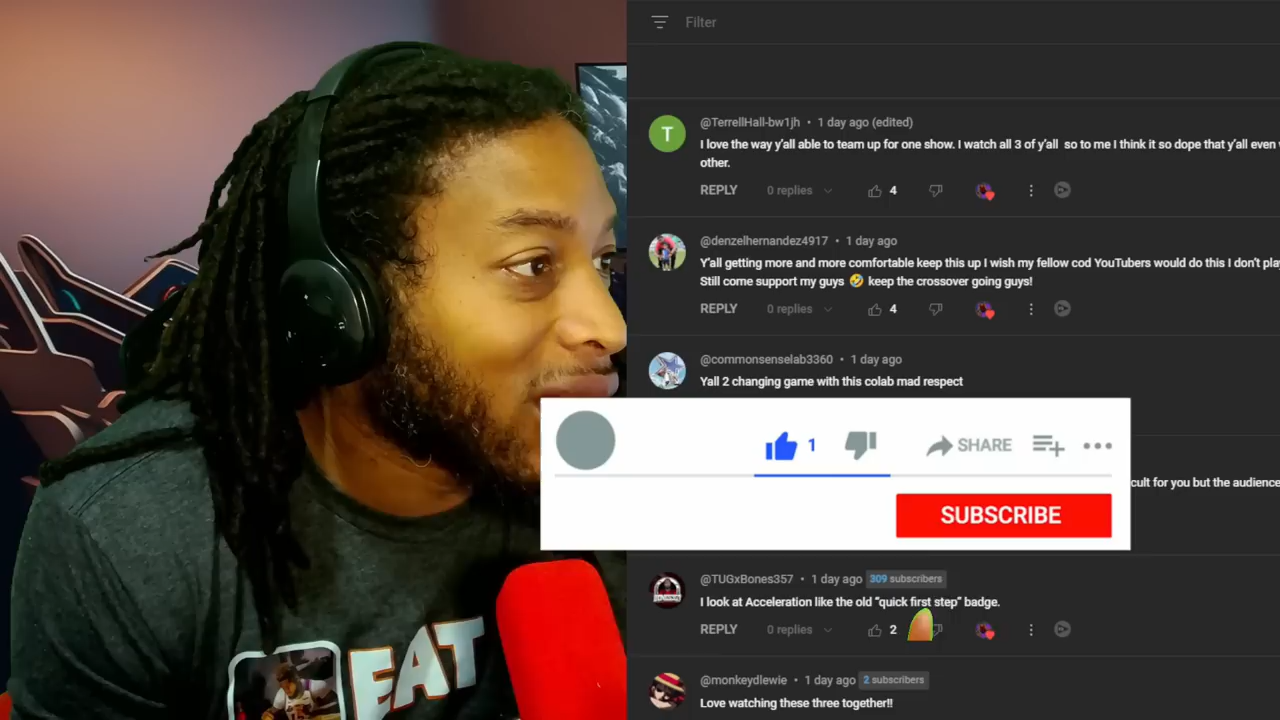 Filter
T
@TerrellHall-bw1jh • 1 day ago (edited)
I love the way y'all able to team up for one show. I watch all 3 of y'all so to me I think it so dope that y'all even
other.
REPLY 0 replies 4
@denzelhernandez4917 • 1 day ago
Y'all getting more and more comfortable keep this up I wish my fellow cod YouTubers would do this I don't pla
Still come support my guys 🤣 keep the crossover going guys!
REPLY 0 replies 4
@commonsenselab3360 • 1 day ago
Yall 2 changing game with this colab mad respect
1 SHARE
cult for you but the audience
SUBSCRIBE
@TUGxBones357 • 1 day ago 309 subscribers
I look at Acceleration like the old “quick first step” badge.
REPLY 0 replies 2
EAT
@monkeydlewie • 1 day ago 2 subscribers
Love watching these three together!!